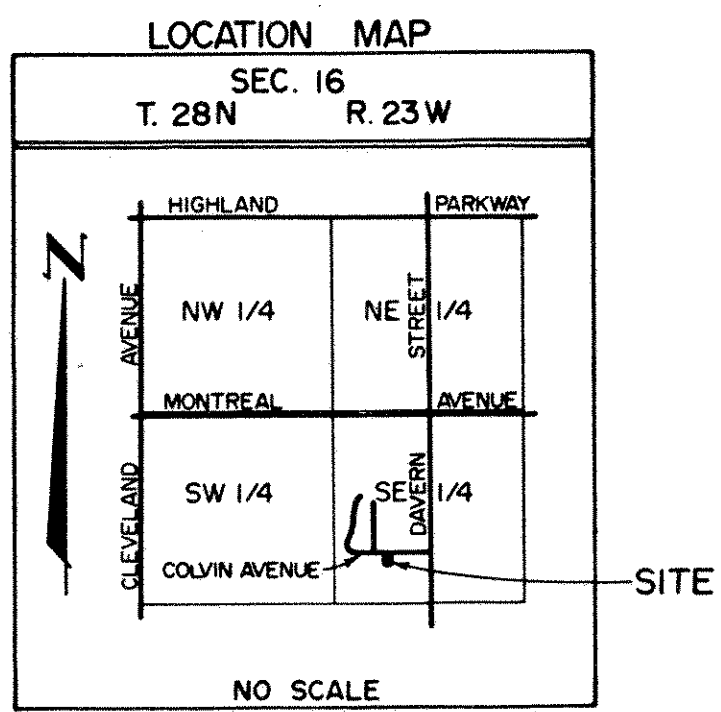 LOCATION MAP
SEC. 16
T. 28N R. 23W
HIGHLAND PARKWAY
N
AVENUE
NW 1/4
NE 1/4
STREET
MONTREAL AVENUE
CLEVELAND
SW 1/4
SE 1/4
DAVERN
COLVIN AVENUE
SITE
NO SCALE